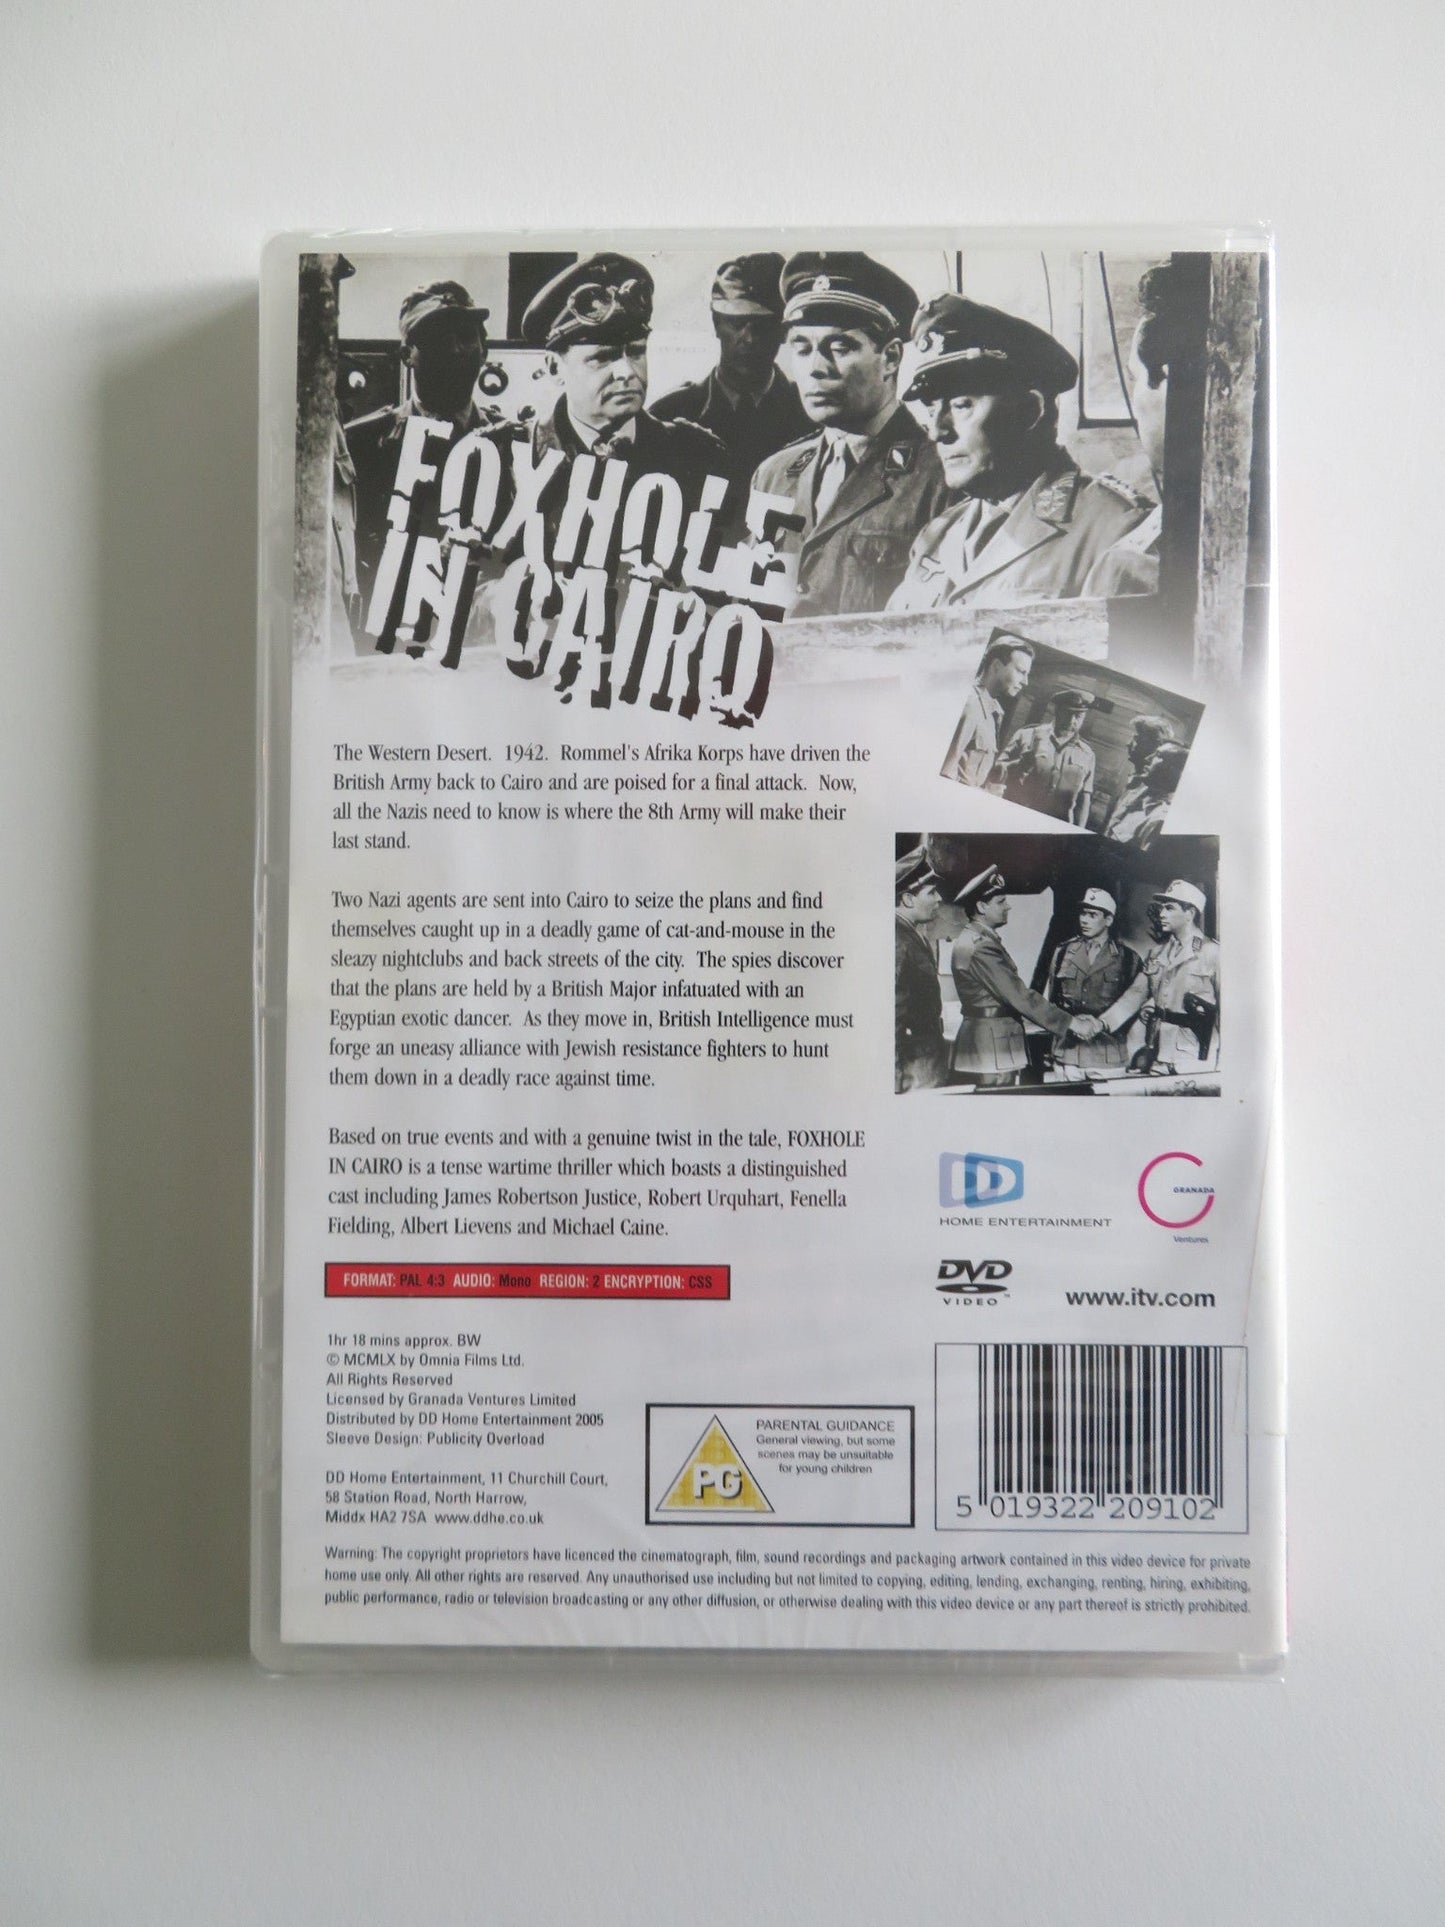 FOXHOLE
IN CAIRO
The Western Desert. 1942. Rommel's Afrika Korps have driven the
British Army back to Cairo and are poised for a final attack. Now,
all the Nazis need to know is where the 8th Army will make their
last stand.
Two Nazi agents are sent into Cairo to seize the plans and find
themselves caught up in a deadly game of cat-and-mouse in the
sleazy nightclubs and back streets of the city. The spies discover
that the plans are held by a British Major infatuated with an
Egyptian exotic dancer. As they move in, British Intelligence must
forge an uneasy alliance with Jewish resistance fighters to hunt
them down in a deadly race against time.
Based on true events and with a genuine twist in the tale, FOXHOLE
IN CAIRO is a tense wartime thriller which boasts a distinguished
cast including James Robertson Justice, Robert Urquhart, Fenella
Fielding, Albert Lievens and Michael Caine.
DD
HOME ENTERTAINMENT
GRANADA
Ventures
FORMAT: PAL 4:3 AUDIO: Mono REGION: 2 ENCRYPTION: CSS
DVD
VIDEO™
www.itv.com
1hr 18 mins approx. BW
© MCMLX by Omnia Films Ltd.
All Rights Reserved
Licensed by Granada Ventures Limited
Distributed by DD Home Entertainment 2005
Sleeve Design: Publicity Overload
DD Home Entertainment, 11 Churchill Court,
58 Station Road, North Harrow,
Middx HA2 7SA www.ddhe.co.uk
PG
PARENTAL GUIDANCE
General viewing, but some
scenes may be unsuitable
for young children
5 019322 209102
Warning: The copyright proprietors have licenced the cinematograph, film, sound recordings and packaging artwork contained in this video device for private
home use only. All other rights are reserved. Any unauthorised use including but not limited to copying, editing, lending, exchanging, renting, hiring, exhibiting,
public performance, radio or television broadcasting or any other diffusion, or otherwise dealing with this video device or any part thereof is strictly prohibited.